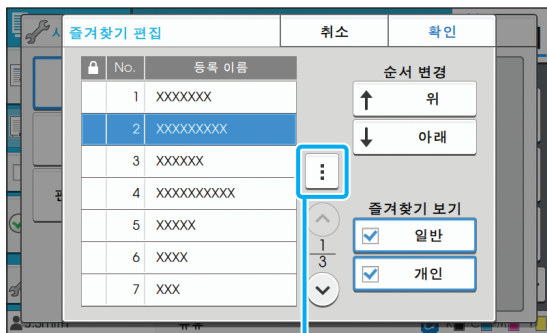 즐겨찾기 편집
취소
확인
No. 등록 이름
1 XXXXXXX
2 XXXXXXXXX
3 XXXXXX
4 XXXXXXXXXX
5 XXXXX
6 XXXX
7 XXX
순서 변경
위
아래
1
3
즐겨찾기 보기
일반
개인